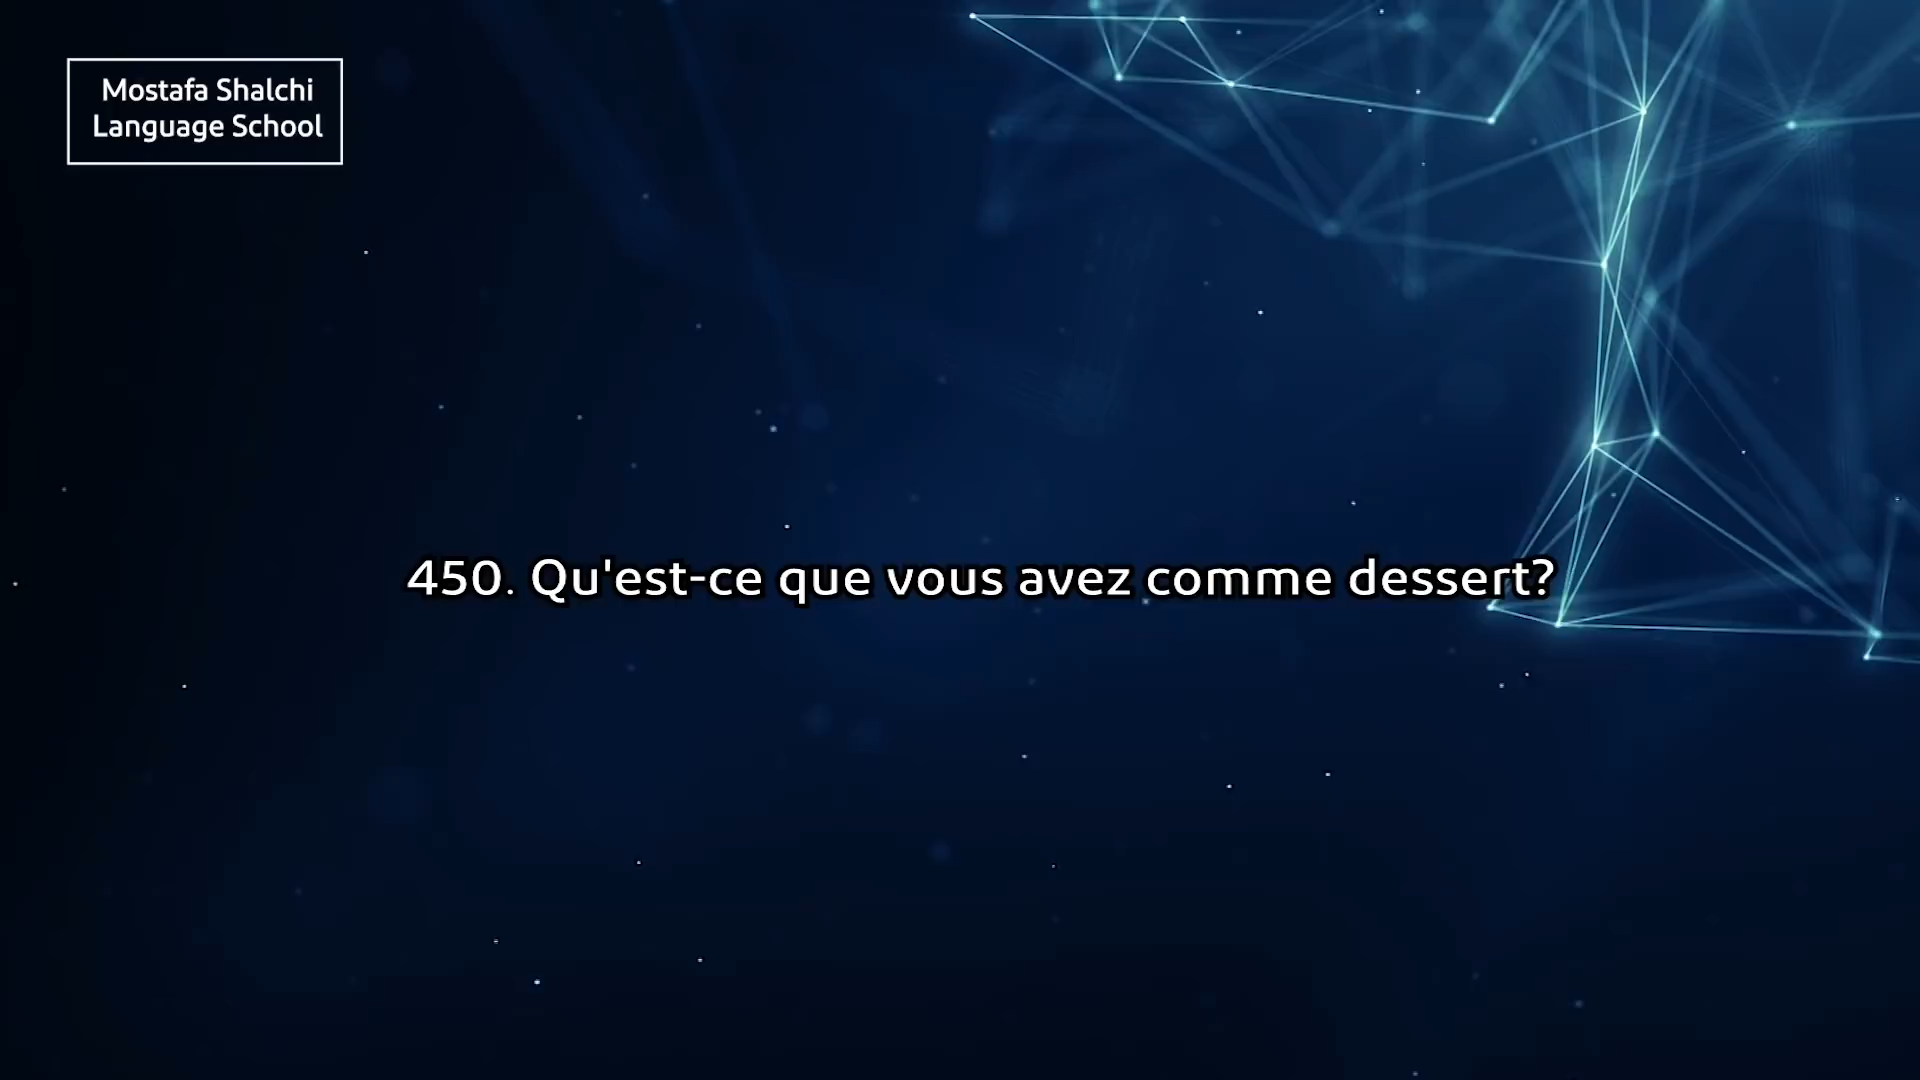 Mostafa Shalchi
Language School
450. Qu'est-ce que vous avez comme dessert?